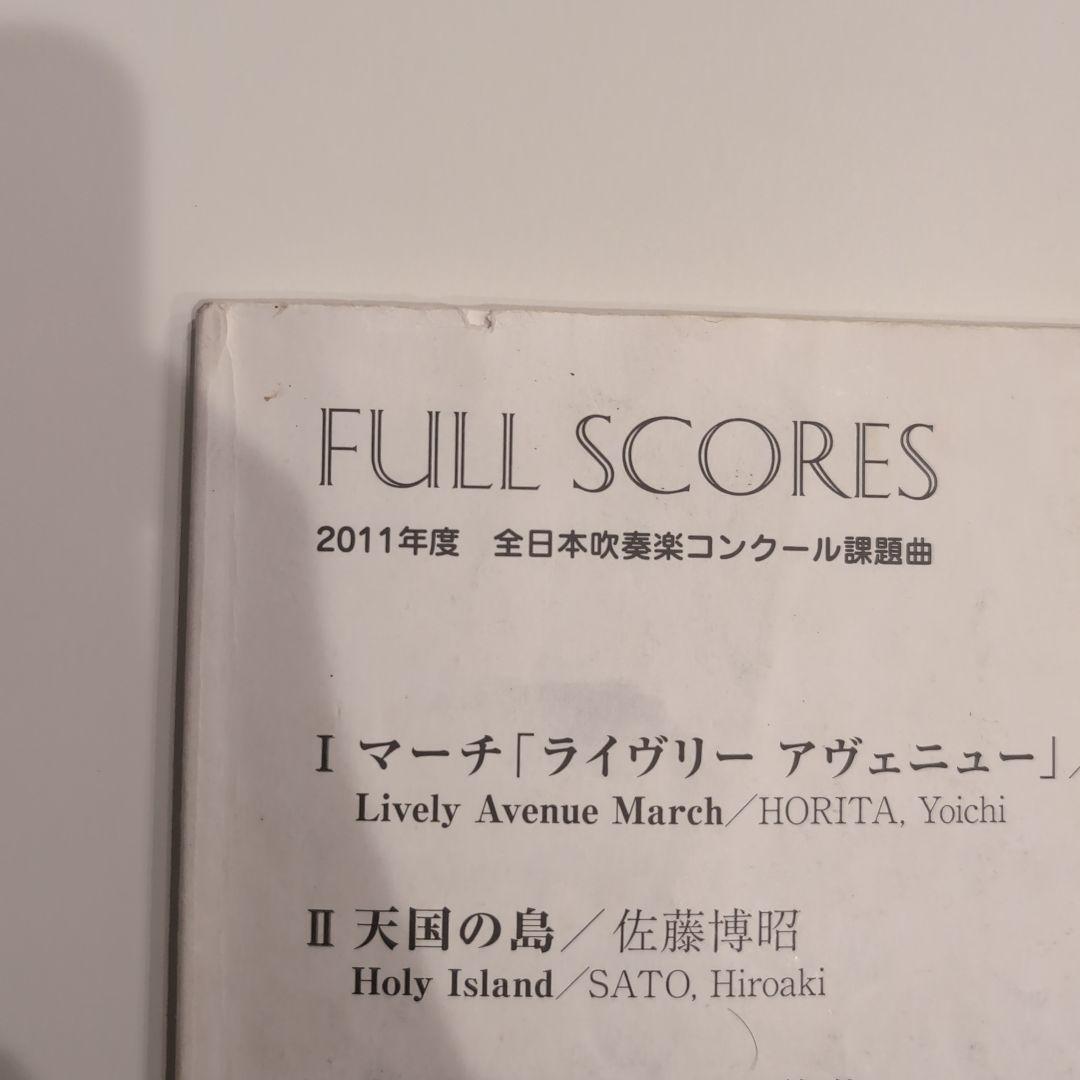 FULL SCORES
2011年度 全日本吹奏楽コンクール課題曲
I マーチ「ライヴリー アヴェニュー」/
Lively Avenue March/HORITA, Yoichi
II 天国の島/佐藤博昭
Holy Island/SATO, Hiroaki